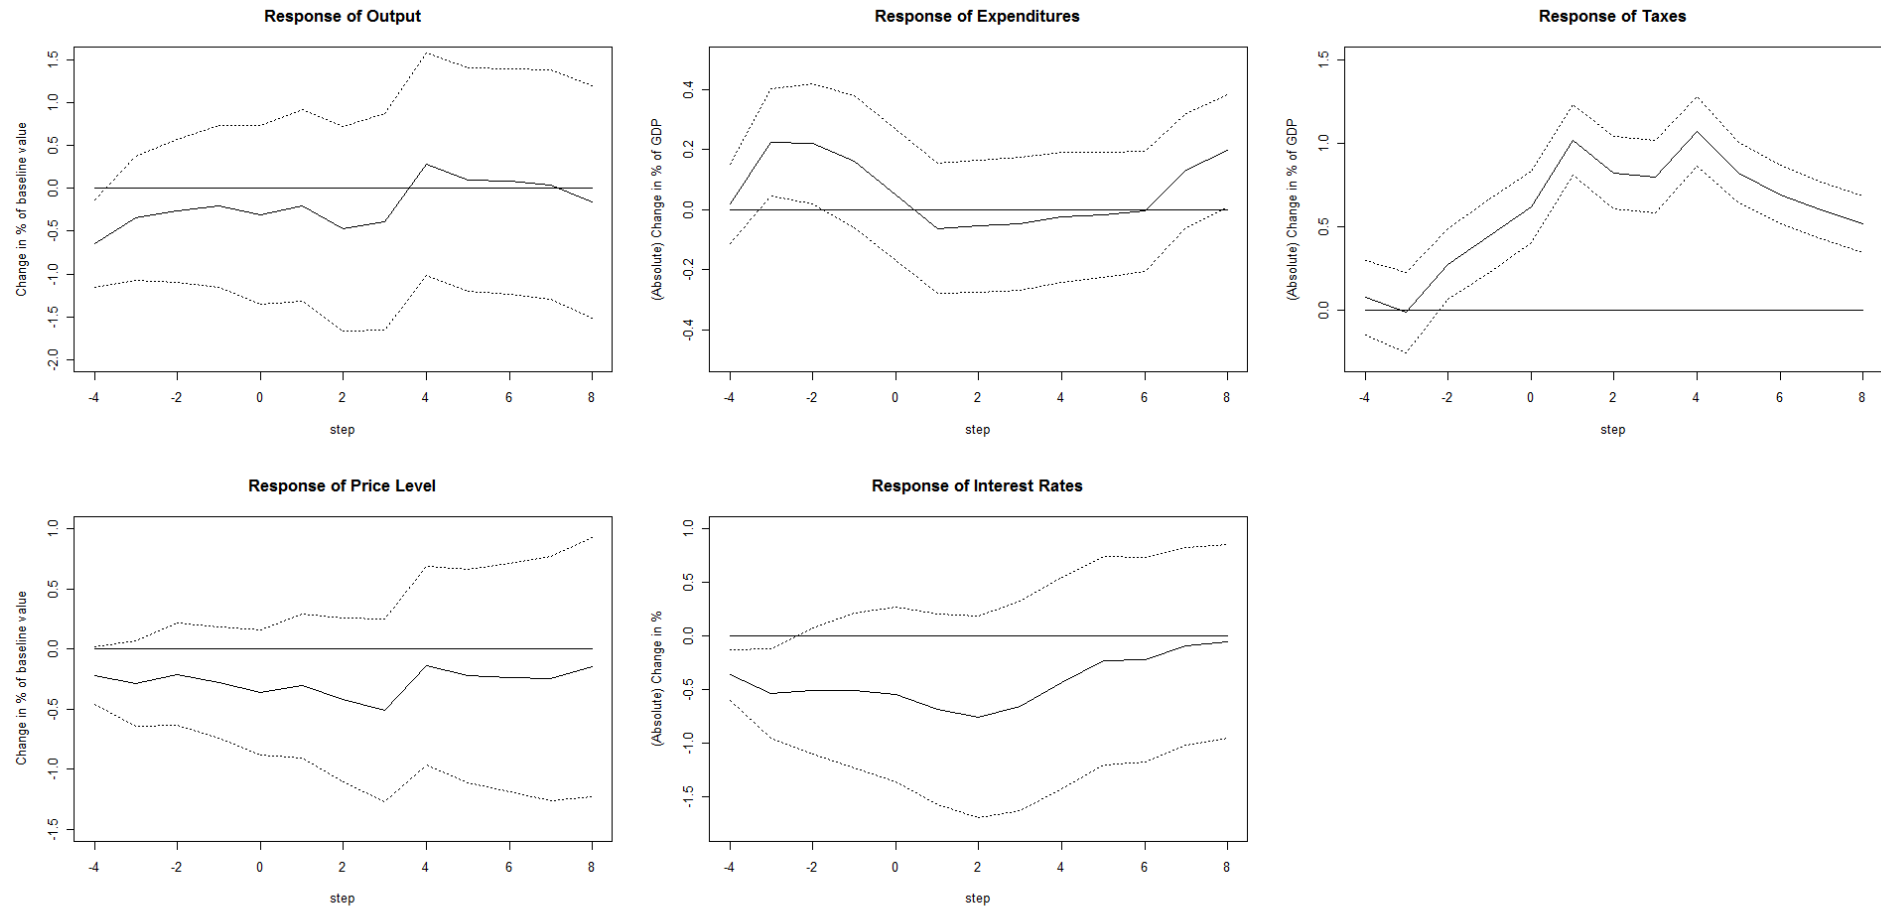 Response of Output
Change in % of baseline value
1.5
1.0
0.5
0.0
-0.5
-1.0
-1.5
-2.0
-4 -2 0 2 4 6 8
step
Response of Expenditures
(Absolute) Change in % of GDP
0.4
0.2
0.0
-0.2
-0.4
-4 -2 0 2 4 6 8
step
Response of Taxes
(Absolute) Change in % of GDP
1.5
1.0
0.5
0.0
-4 -2 0 2 4 6 8
step
Response of Price Level
Change in % of baseline value
1.0
0.5
0.0
-0.5
-1.0
-1.5
-4 -2 0 2 4 6 8
step
Response of Interest Rates
(Absolute) Change in %
1.0
0.5
0.0
-0.5
-1.0
-1.5
-4 -2 0 2 4 6 8
step